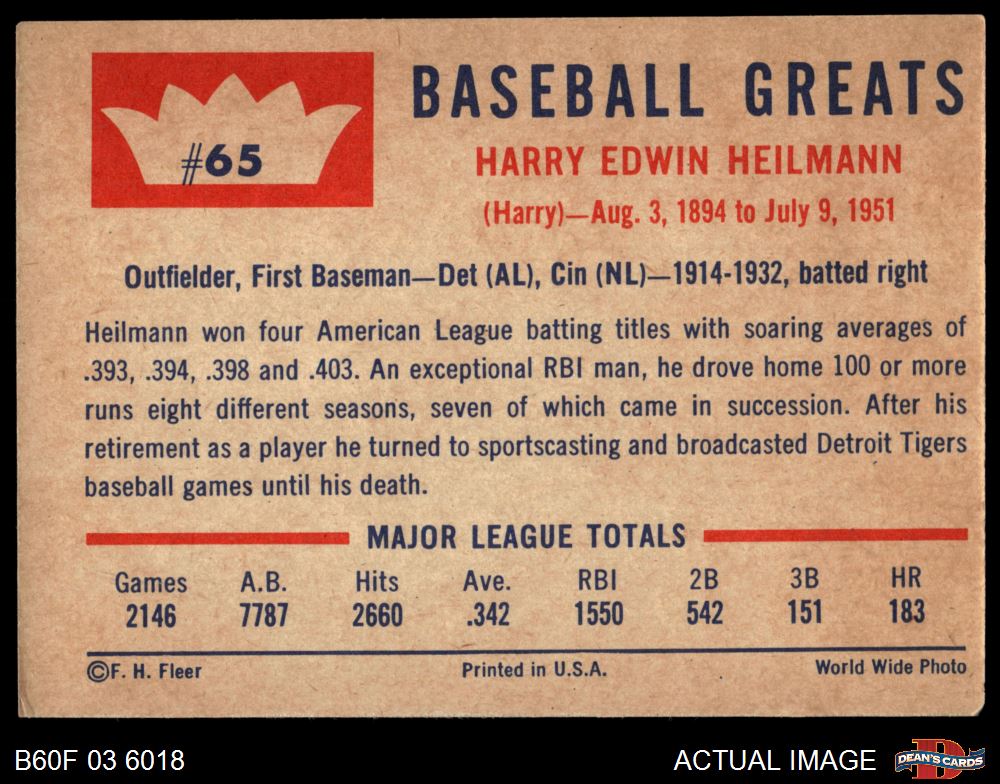 #65
BASEBALL GREATS
HARRY EDWIN HEILMANN
(Harry)—Aug. 3, 1894 to July 9, 1951
Outfielder, First Baseman—Det (AL), Cin (NL)—1914-1932, batted right
Heilmann won four American League batting titles with soaring averages of
.393, .394, .398 and .403. An exceptional RBI man, he drove home 100 or more
runs eight different seasons, seven of which came in succession. After his
retirement as a player he turned to sportscasting and broadcasted Detroit Tigers
baseball games until his death.
MAJOR LEAGUE TOTALS
Games A.B. Hits Ave. RBI 2B 3B HR
2146 7787 2660 .342 1550 542 151 183
©F. H. Fleer Printed in U.S.A. World Wide Photo
B60F 03 6018 ACTUAL IMAGE DEAN'S CARDS